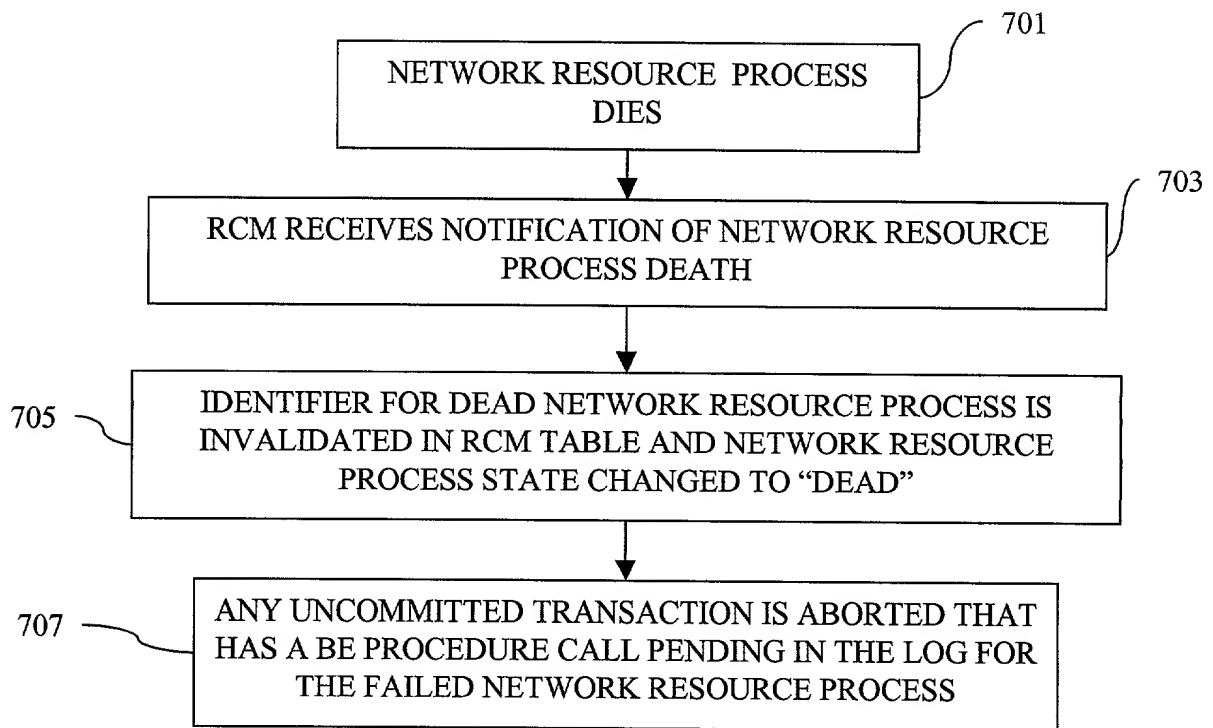 701
NETWORK RESOURCE PROCESS
DIES
703
RCM RECEIVES NOTIFICATION OF NETWORK RESOURCE
PROCESS DEATH
705
IDENTIFIER FOR DEAD NETWORK RESOURCE PROCESS IS
INVALIDATED IN RCM TABLE AND NETWORK RESOURCE
PROCESS STATE CHANGED TO “DEAD”
707
ANY UNCOMMITTED TRANSACTION IS ABORTED THAT
HAS A BE PROCEDURE CALL PENDING IN THE LOG FOR
THE FAILED NETWORK RESOURCE PROCESS